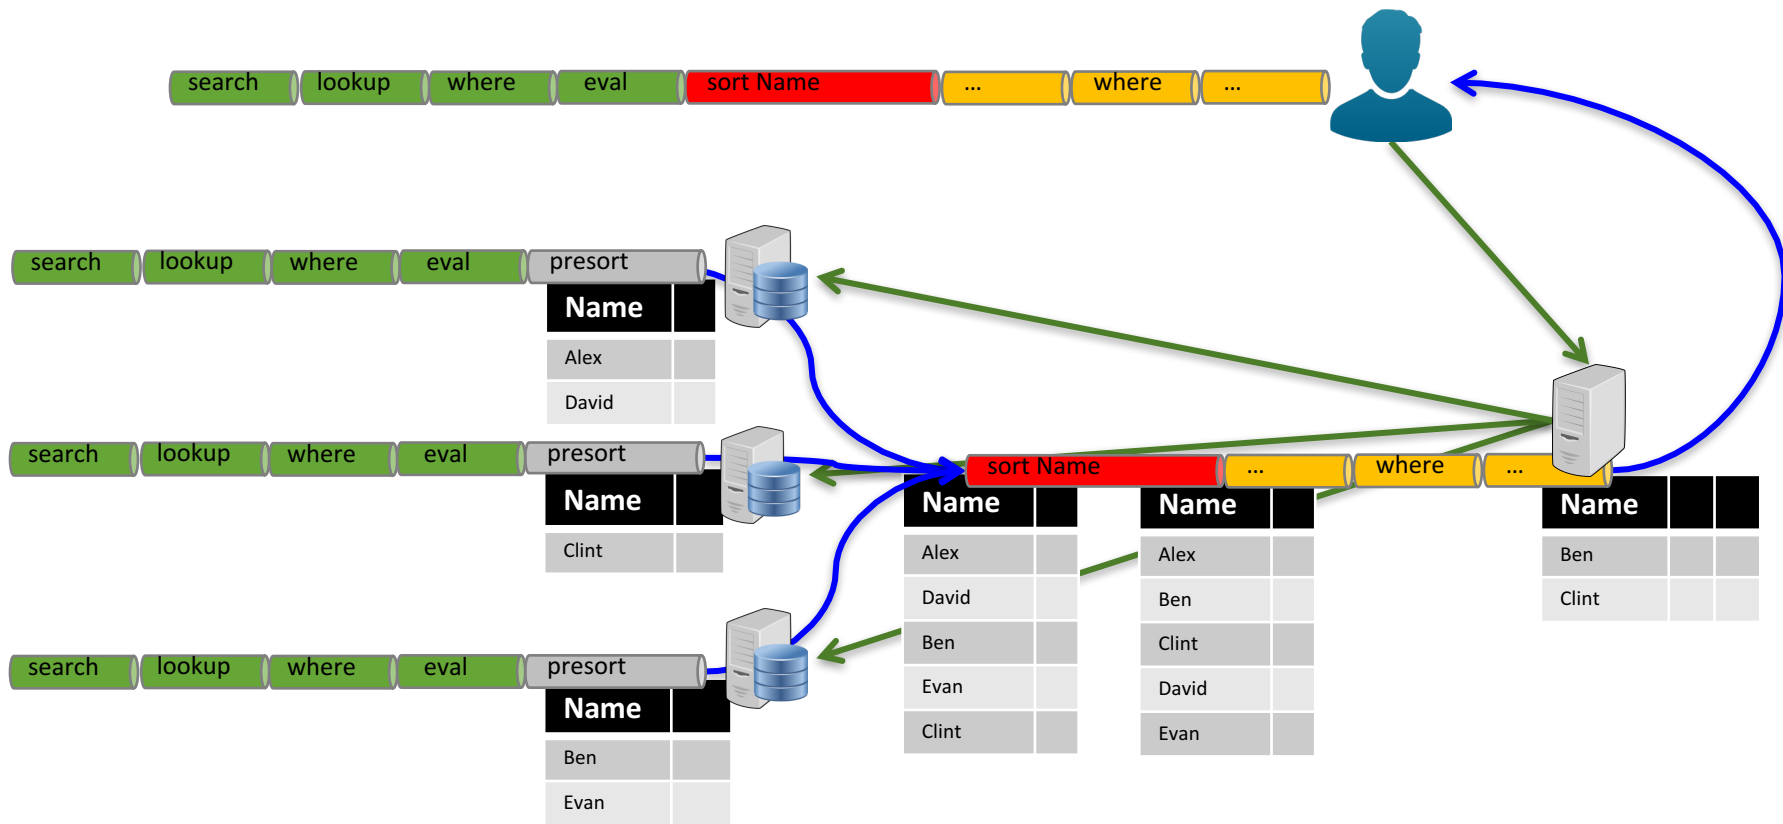 search lookup where eval sort Name ... where ...
search lookup where eval presort
Name
Alex
David
search lookup where eval presort
Name
Clint
sort Name ... where ...
Name
Alex
David
Ben
Evan
Clint
Name
Alex
Ben
Clint
David
Evan
Name
Ben
Clint
search lookup where eval presort
Name
Ben
Evan